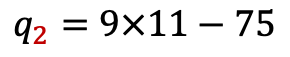 q₂ = 9×11 − 75